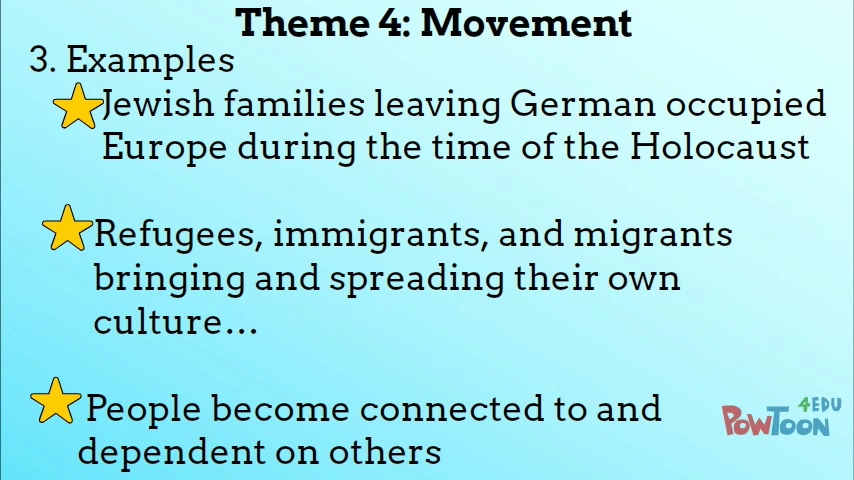 Theme 4: Movement
3. Examples
Jewish families leaving German occupied
Europe during the time of the Holocaust
Refugees, immigrants, and migrants
bringing and spreading their own
culture...
People become connected to and
dependent on others
4EDU
PowToon